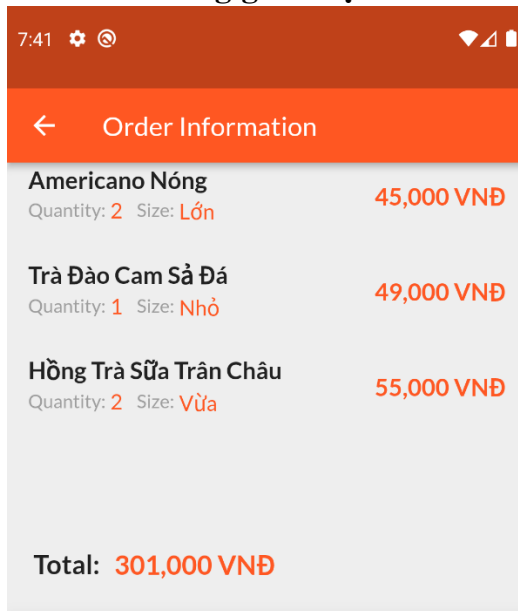 7:41
Order Information
Americano Nóng
45,000 VNĐ
Quantity: 2 Size: Lớn
Trà Đào Cam Sả Đá
49,000 VNĐ
Quantity: 1 Size: Nhỏ
Hồng Trà Sữa Trân Châu
55,000 VNĐ
Quantity: 2 Size: Vừa
Total: 301,000 VNĐ